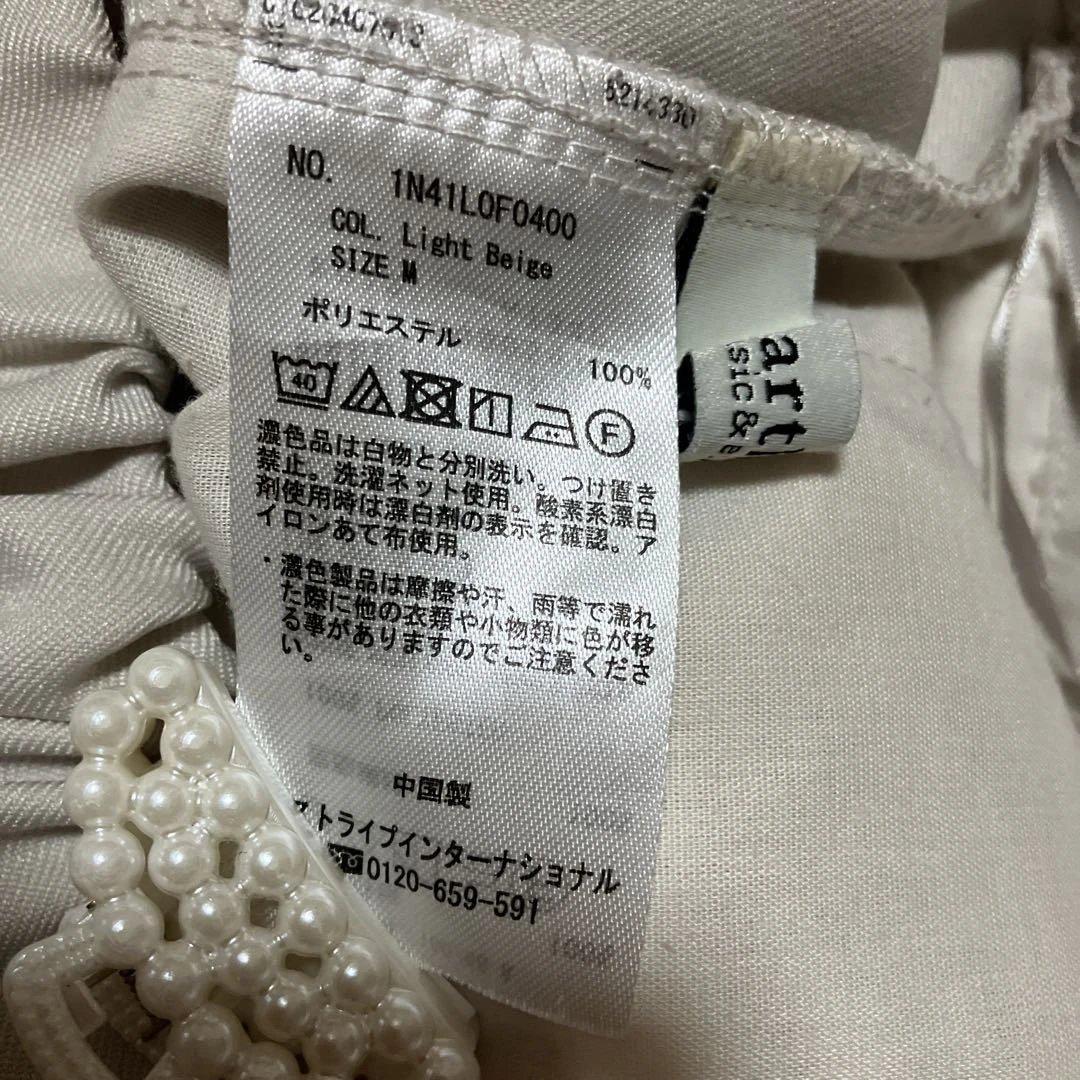 5214330
NO. 1N41L0F0400
COL. Light Beige
SIZE M
ポリエステル
100%
40
F
濃色品は白物と分別洗い。つけ置き
禁止。洗濯ネット使用。酸素系漂白
剤使用時は漂白剤の表示を確認。ア
イロンあて布使用。
・濃色製品は摩擦や汗、雨等で濡れ
た際に他の衣類や小物類に色が移
る事がありますのでご注意くださ
い。
中国製
ストライプインターナショナル
0120-659-591
art
sic&